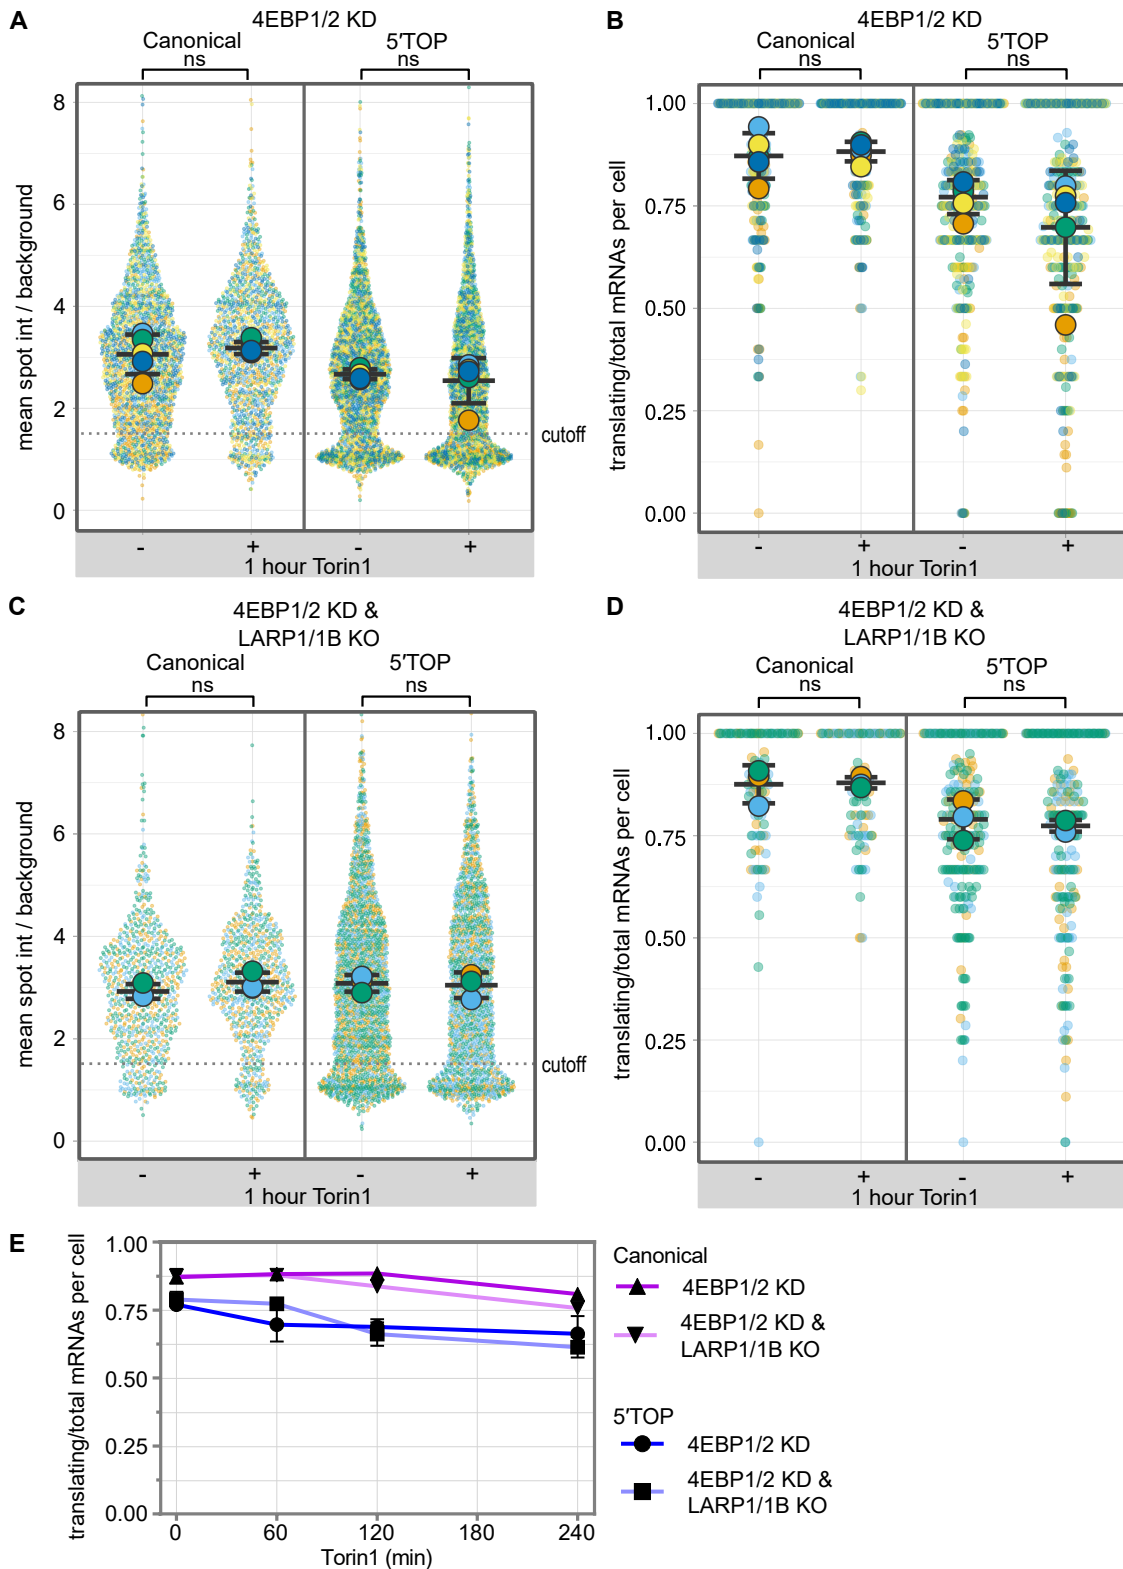 A
4EBP1/2 KD
Canonical
5'TOP
ns
ns
8
6
4
2
0
mean spot int / background
cutoff
-
+
-
+
1 hour Torin1
B
4EBP1/2 KD
Canonical
5'TOP
ns
ns
1.00
0.75
0.50
0.25
0.00
translating/total mRNAs per cell
-
+
-
+
1 hour Torin1
C
4EBP1/2 KD &
LARP1/1B KO
Canonical
5'TOP
ns
ns
8
6
4
2
0
mean spot int / background
cutoff
-
+
-
+
1 hour Torin1
D
4EBP1/2 KD &
LARP1/1B KO
Canonical
5'TOP
ns
ns
1.00
0.75
0.50
0.25
0.00
translating/total mRNAs per cell
-
+
-
+
1 hour Torin1
E
translating/total mRNAs per cell
1.00
0.75
0.50
0.25
0.00
0
60
120
180
240
Torin1 (min)
Canonical
4EBP1/2 KD
4EBP1/2 KD &
LARP1/1B KO
5'TOP
4EBP1/2 KD
4EBP1/2 KD &
LARP1/1B KO